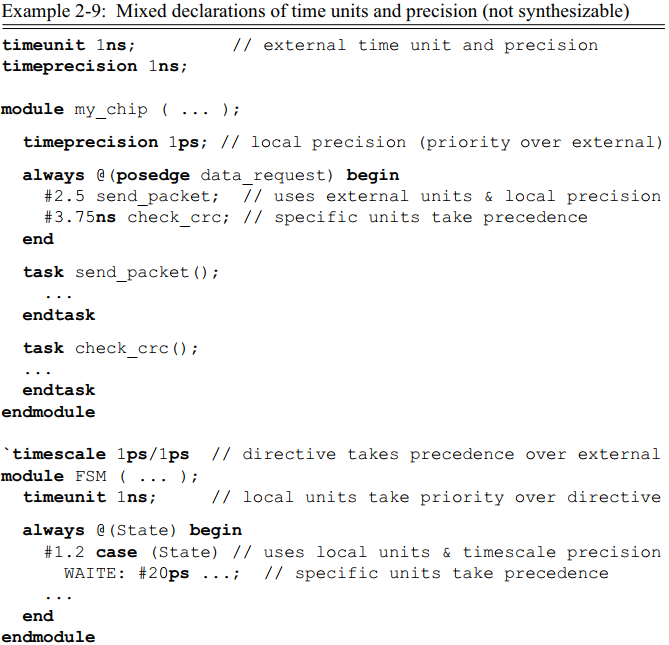 Example 2-9: Mixed declarations of time units and precision (not synthesizable)
timeunit 1ns; // external time unit and precision
timeprecision 1ns;
module my_chip ( ... );
timeprecision 1ps; // local precision (priority over external)
always @(posedge data_request) begin
#2.5 send_packet; // uses external units & local precision
#3.75ns check_crc; // specific units take precedence
end
task send_packet();
...
endtask
task check_crc();
...
endtask
endmodule
`timescale 1ps/1ps // directive takes precedence over external
module FSM ( ... );
timeunit 1ns; // local units take priority over directive
always @(State) begin
#1.2 case (State) // uses local units & timescale precision
WAITE: #20ps ...; // specific units take precedence
...
end
endmodule